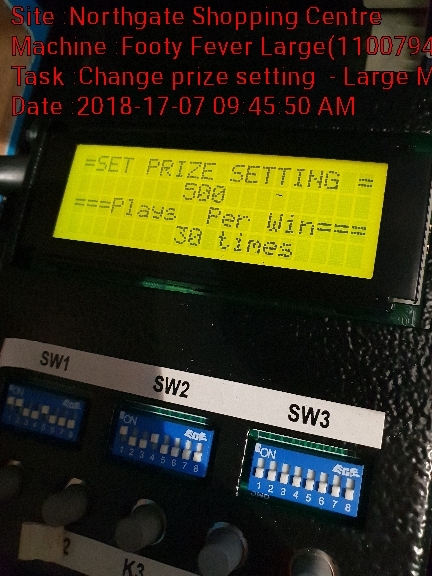 Site :Northgate Shopping Centre
Machine :Footy Fever Large(1100794
Task :Change prize setting - Large M
Date :2018-17-07 09:45:50 AM
=SET PRIZE SETTING =
500 ~
===Plays Per Win===
30 times
SW1
SW2
SW3
ON
1 2 3 4 5 6 7 8
ON
1 2 3 4 5 6 7 8
2
K3